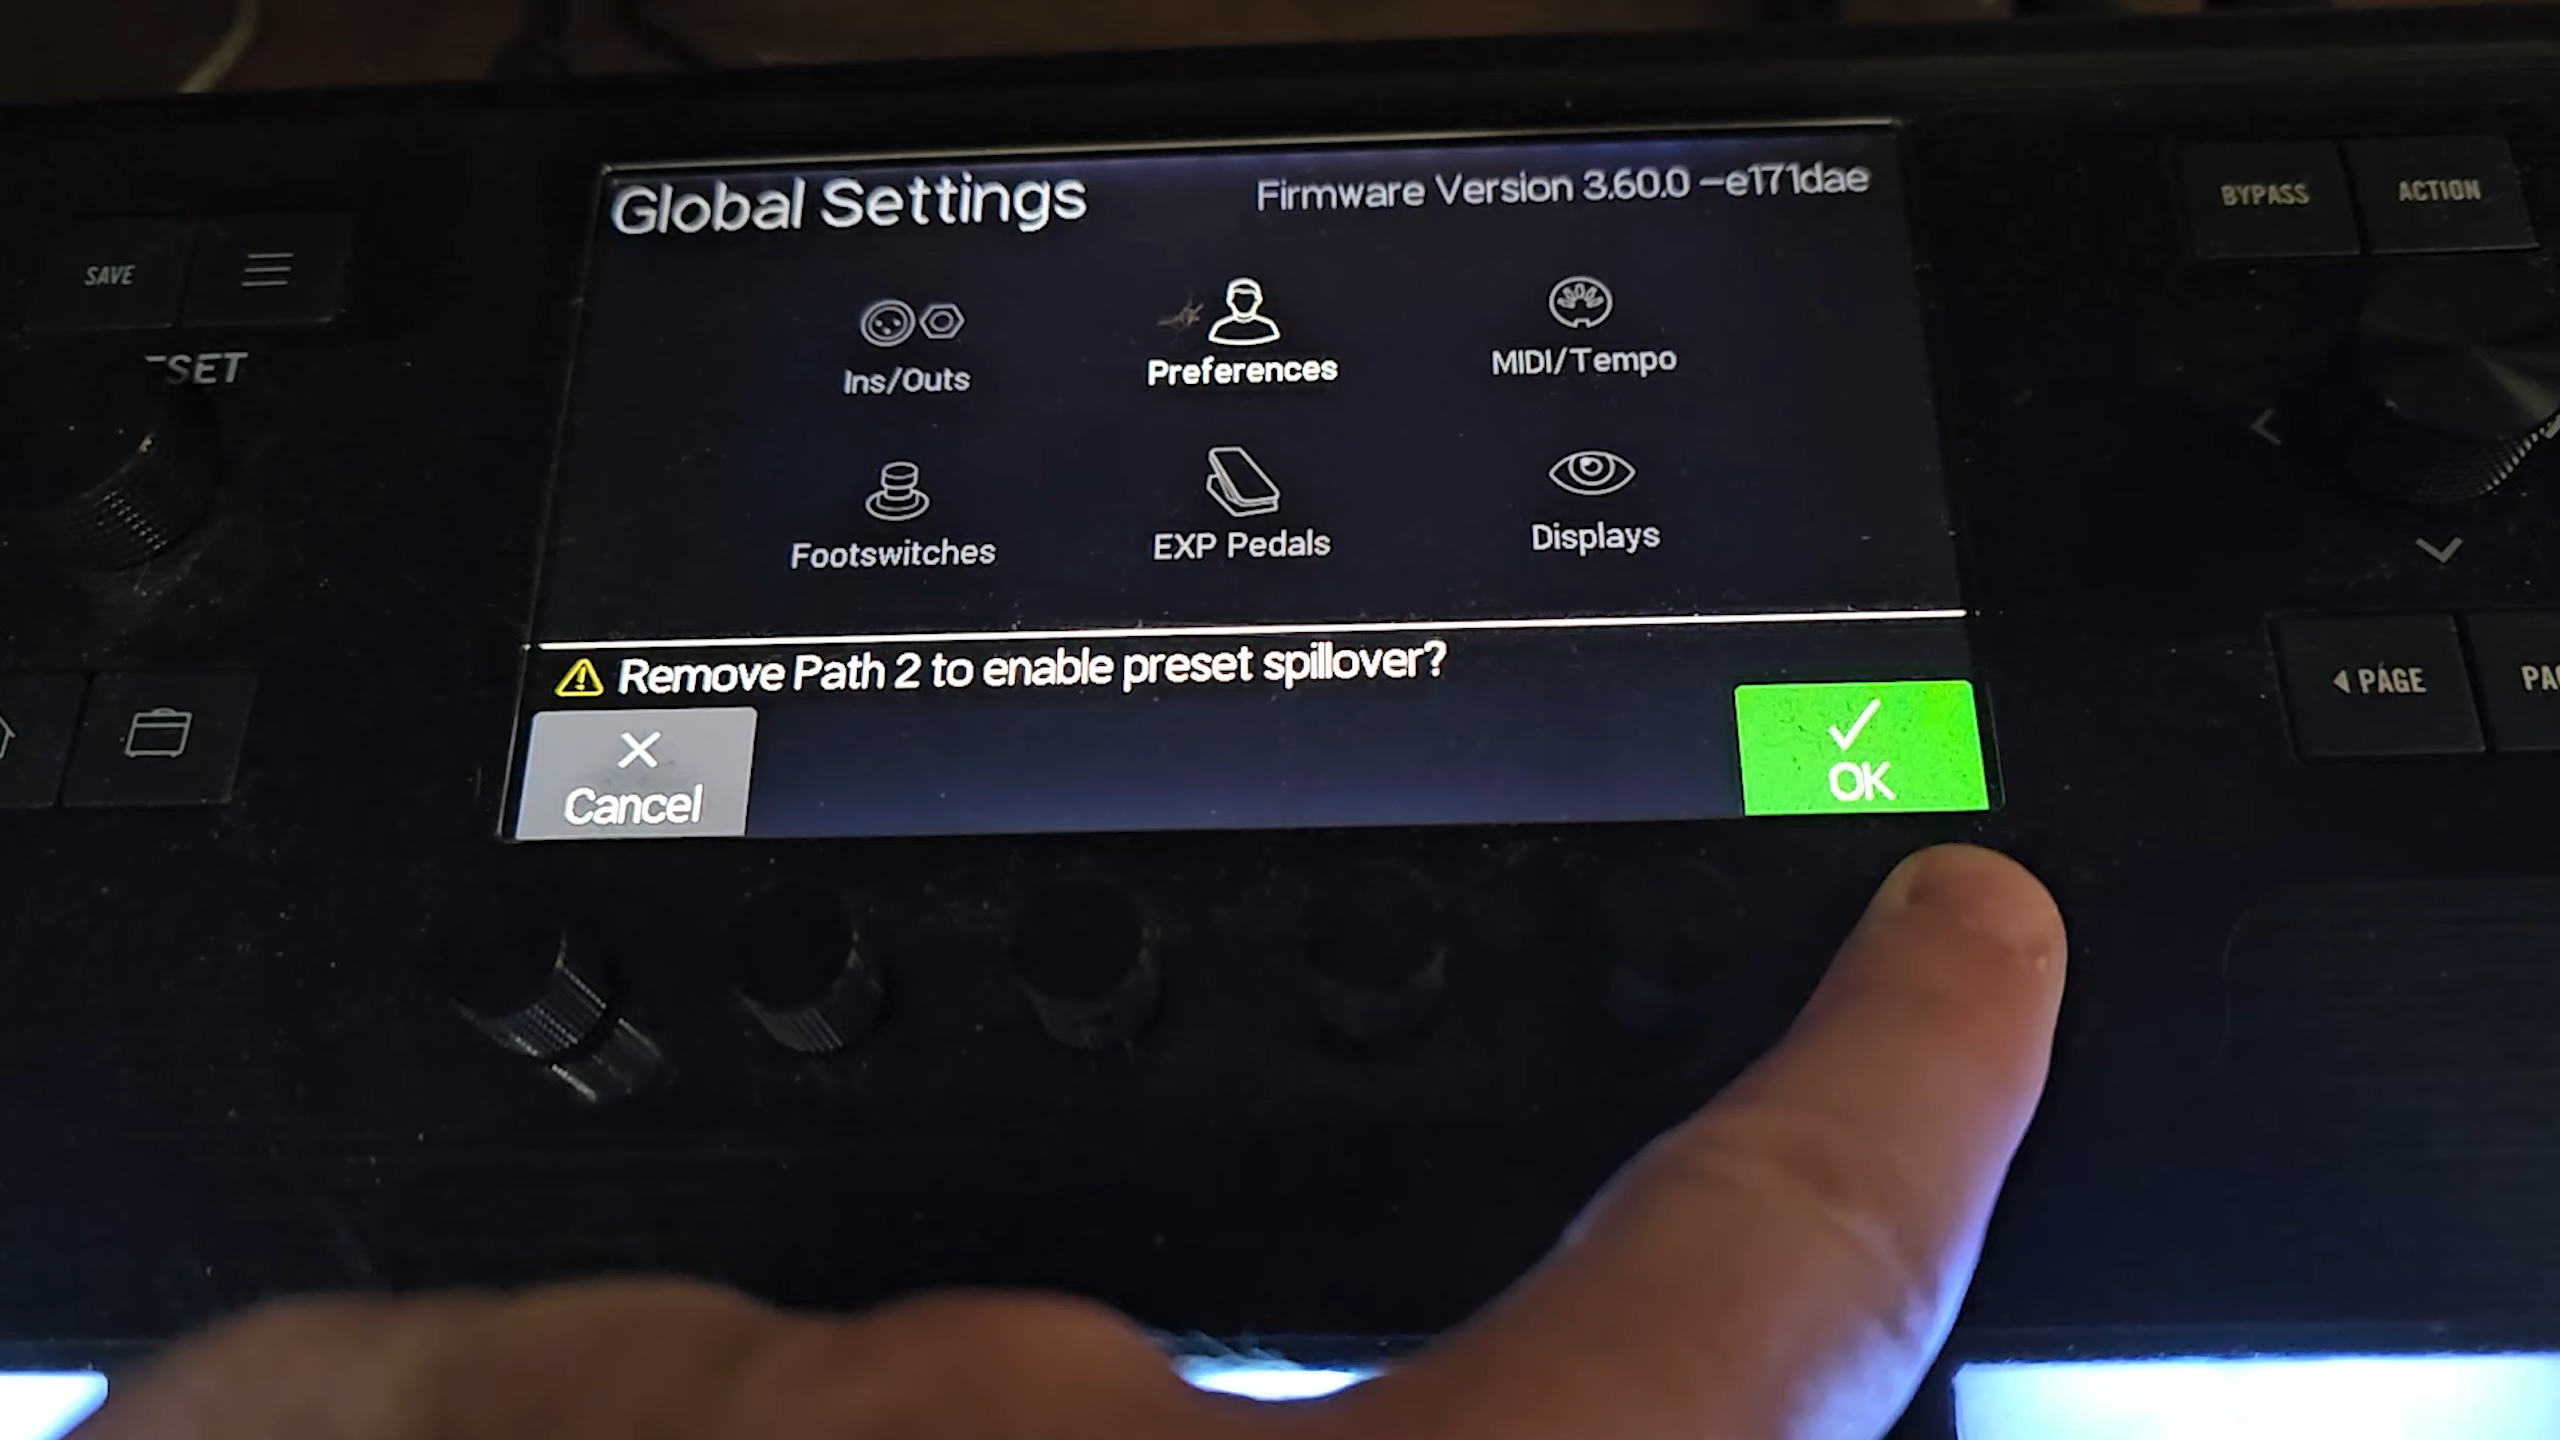 Global Settings
Firmware Version 3.60.0 –e171dae
BYPASS
ACTION
SAVE
Ins/Outs
Preferences
MIDI/Tempo
Footswitches
EXP Pedals
Displays
Remove Path 2 to enable preset spillover?
PAGE
Cancel
OK